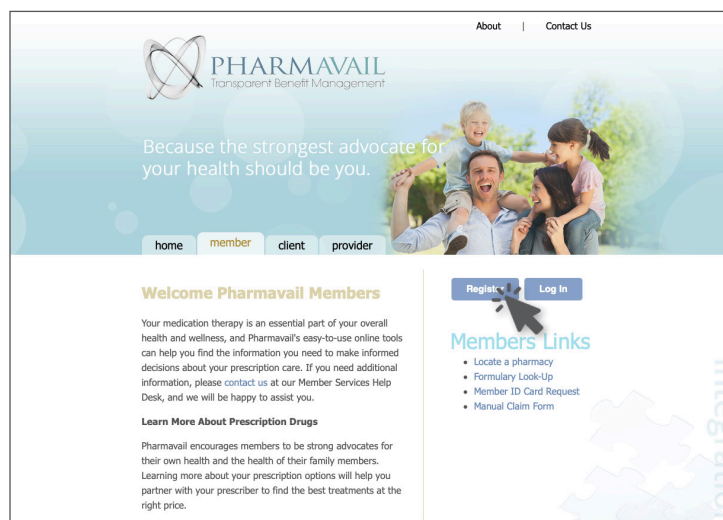 About | Contact Us
PHARMAVAIL
Transparent Benefit Management
Because the strongest advocate for
your health should be you.
home member client provider
Welcome Pharmavail Members
Your medication therapy is an essential part of your overall
health and wellness, and Pharmavail's easy-to-use online tools
can help you find the information you need to make informed
decisions about your prescription care. If you need additional
information, please contact us at our Member Services Help
Desk, and we will be happy to assist you.
Learn More About Prescription Drugs
Pharmavail encourages members to be strong advocates for
their own health and the health of their family members.
Learning more about your prescription options will help you
partner with your prescriber to find the best treatments at the
right price.
Register Log In
Members Links
• Locate a pharmacy
• Formulary Look-Up
• Member ID Card Request
• Manual Claim Form